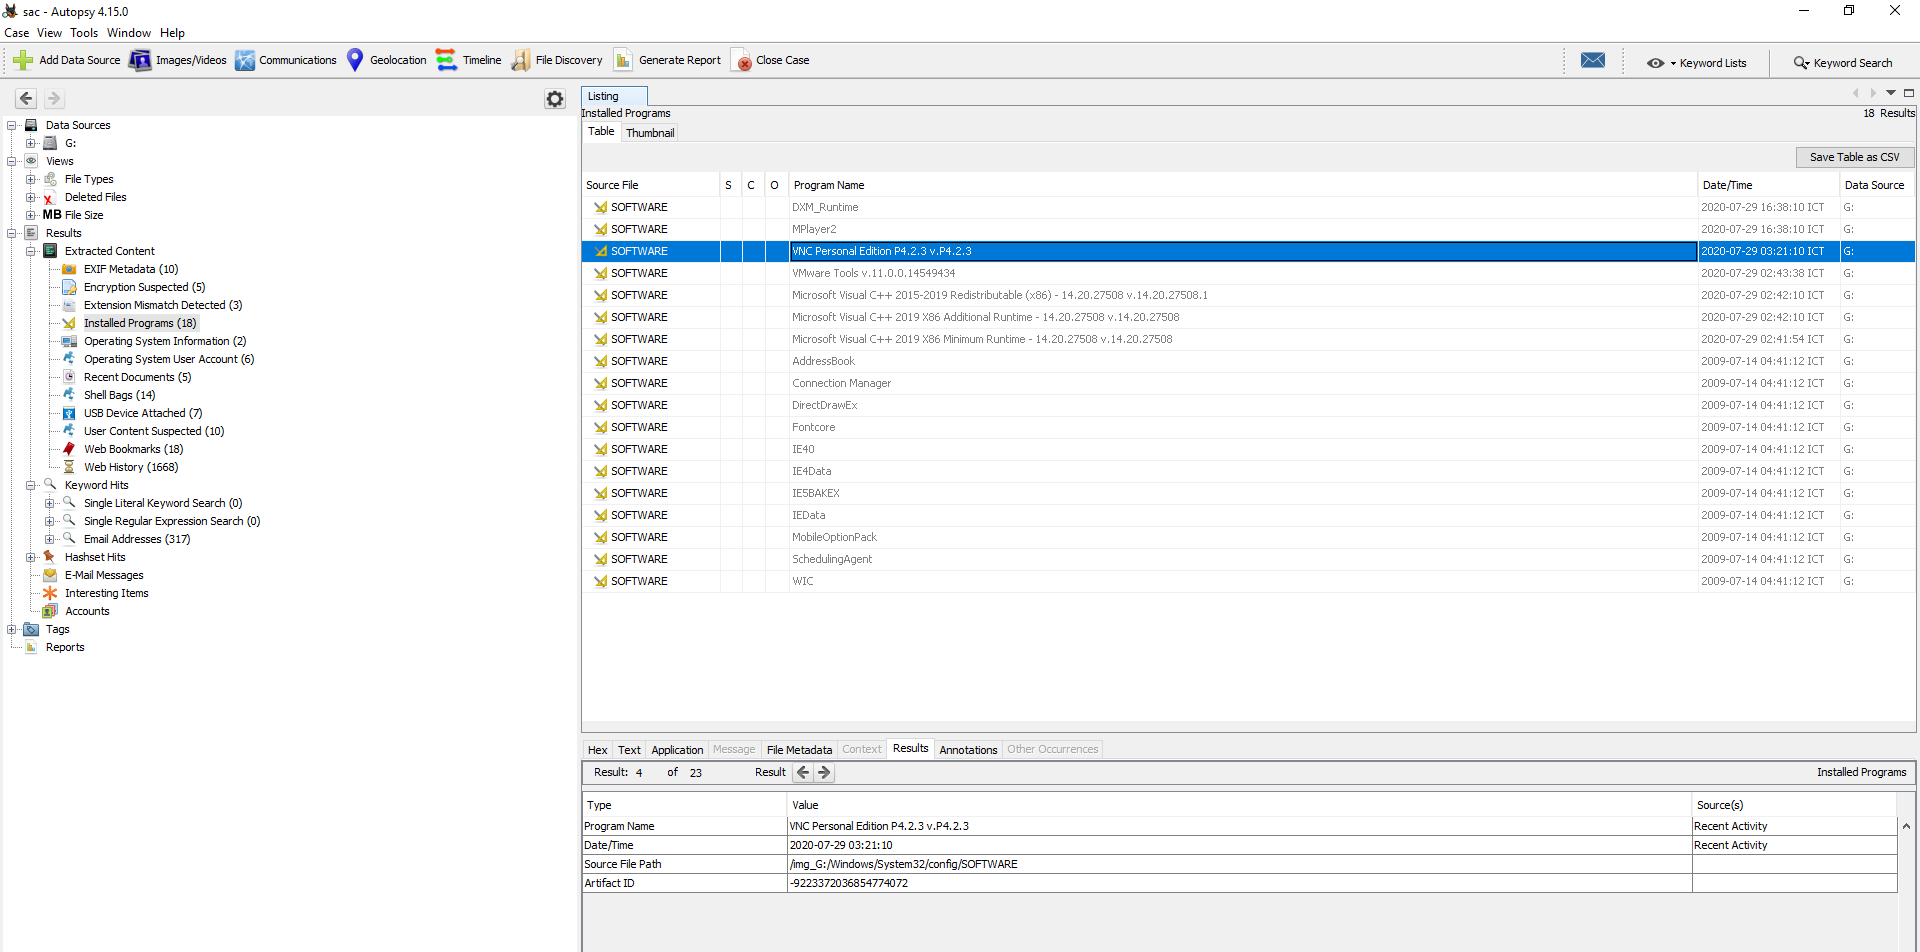 sac - Autopsy 4.15.0
Case View Tools Window Help
Add Data Source Images/Videos Communications Geolocation Timeline File Discovery Generate Report Close Case Keyword Lists Keyword Search
Data Sources
G:
Views
File Types
Deleted Files
MB File Size
Results
Extracted Content
EXIF Metadata (10)
Encryption Suspected (5)
Extension Mismatch Detected (3)
Installed Programs (18)
Operating System Information (2)
Operating System User Account (6)
Recent Documents (5)
Shell Bags (14)
USB Device Attached (7)
User Content Suspected (10)
Web Bookmarks (18)
Web History (1668)
Keyword Hits
Single Literal Keyword Search (0)
Single Regular Expression Search (0)
Email Addresses (317)
Hashset Hits
E-Mail Messages
Interesting Items
Accounts
Tags
Reports
Listing
Installed Programs 18 Results
Table Thumbnail
Save Table as CSV
Source File S C O Program Name Date/Time Data Source
SOFTWARE DXM_Runtime 2020-07-29 16:38:10 ICT G:
SOFTWARE MPlayer2 2020-07-29 16:38:10 ICT G:
SOFTWARE VNC Personal Edition P4.2.3 v.P4.2.3 2020-07-29 03:21:10 ICT G:
SOFTWARE VMware Tools v.11.0.0.14549434 2020-07-29 02:43:38 ICT G:
SOFTWARE Microsoft Visual C++ 2015-2019 Redistributable (x86) - 14.20.27508 v.14.20.27508.1 2020-07-29 02:42:10 ICT G:
SOFTWARE Microsoft Visual C++ 2019 X86 Additional Runtime - 14.20.27508 v.14.20.27508 2020-07-29 02:42:10 ICT G:
SOFTWARE Microsoft Visual C++ 2019 X86 Minimum Runtime - 14.20.27508 v.14.20.27508 2020-07-29 02:41:54 ICT G:
SOFTWARE AddressBook 2009-07-14 04:41:12 ICT G:
SOFTWARE Connection Manager 2009-07-14 04:41:12 ICT G:
SOFTWARE DirectDrawEx 2009-07-14 04:41:12 ICT G:
SOFTWARE Fontcore 2009-07-14 04:41:12 ICT G:
SOFTWARE IE40 2009-07-14 04:41:12 ICT G:
SOFTWARE IE4Data 2009-07-14 04:41:12 ICT G:
SOFTWARE IE5BAKEX 2009-07-14 04:41:12 ICT G:
SOFTWARE IEData 2009-07-14 04:41:12 ICT G:
SOFTWARE MobileOptionPack 2009-07-14 04:41:12 ICT G:
SOFTWARE SchedulingAgent 2009-07-14 04:41:12 ICT G:
SOFTWARE WIC 2009-07-14 04:41:12 ICT G:
Hex Text Application Message File Metadata Context Results Annotations Other Occurrences
Result: 4 of 23 Result Installed Programs
Type Value Source(s)
Program Name VNC Personal Edition P4.2.3 v.P4.2.3 Recent Activity
Date/Time 2020-07-29 03:21:10 Recent Activity
Source File Path /img_G:/Windows/System32/config/SOFTWARE
Artifact ID -9223372036854774072